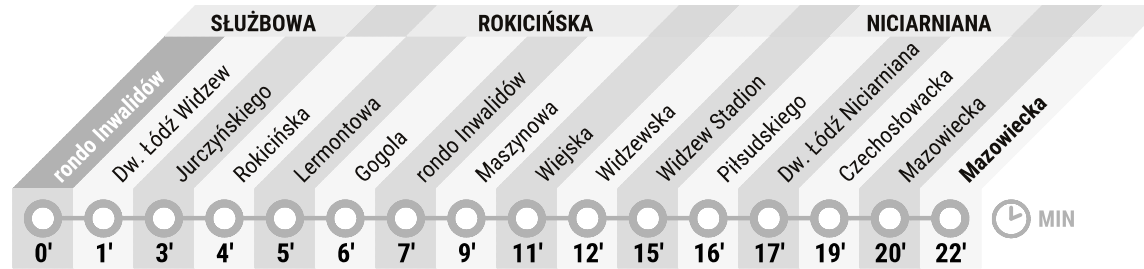 SŁUŻBOWA ROKICIŃSKA NICIARNIANA
rondo Inwalidów
Dw. Łódź Widzew
Jurczyńskiego
Rokicińska
Lermontowa
Gogola
rondo Inwalidów
Maszynowa
Wiejska
Widzewska
Widzew Stadion
Piłsudskiego
Dw. Łódź Niciarniana
Czechosłowacka
Mazowiecka
Mazowiecka
MIN
0' 1' 3' 4' 5' 6' 7' 9' 11' 12' 15' 16' 17' 19' 20' 22'